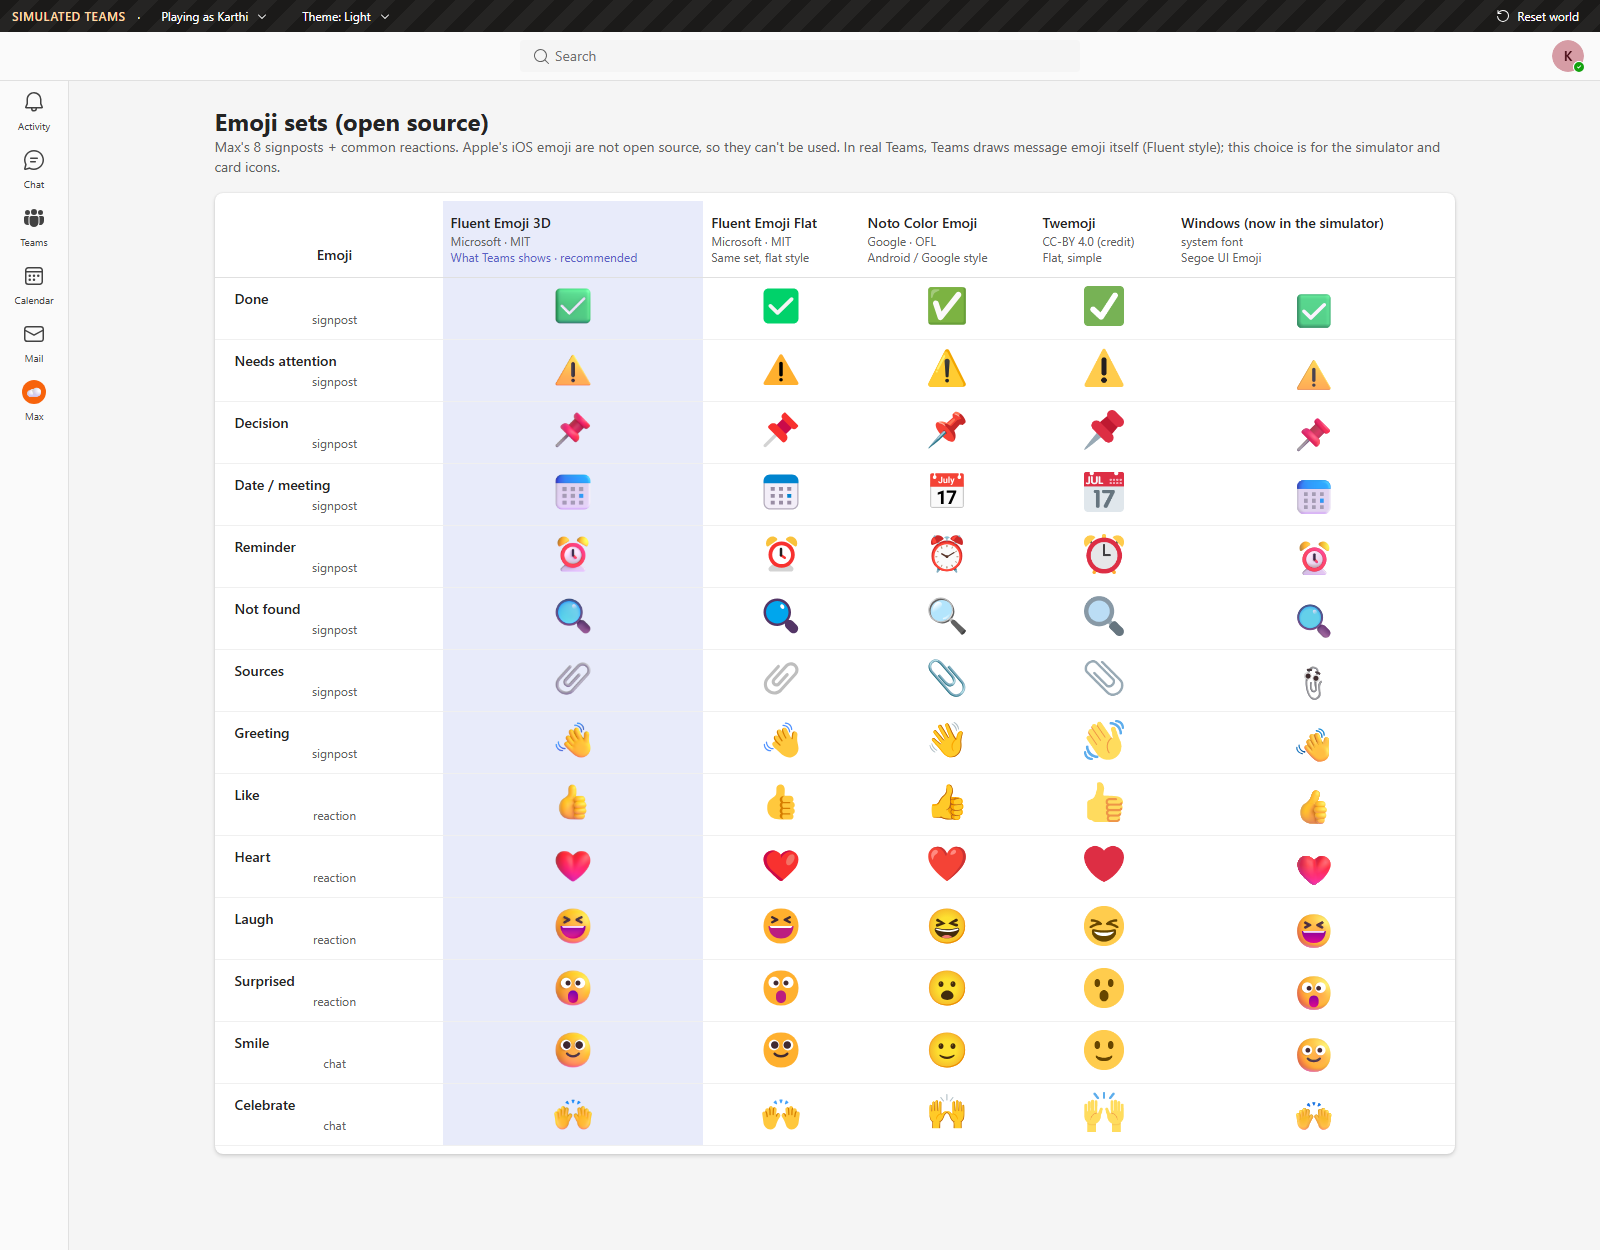 SIMULATED TEAMS · Playing as Karthi Theme: Light Reset world
Search
K
Activity
Chat
Teams
Calendar
Mail
Max
Emoji sets (open source)
Max's 8 signposts + common reactions. Apple's iOS emoji are not open source, so they can't be used. In real Teams, Teams draws message emoji itself (Fluent style); this choice is for the simulator and
card icons.
Emoji
Fluent Emoji 3D
Microsoft · MIT
What Teams shows · recommended
Fluent Emoji Flat
Microsoft · MIT
Same set, flat style
Noto Color Emoji
Google · OFL
Android / Google style
Twemoji
CC-BY 4.0 (credit)
Flat, simple
Windows (now in the simulator)
system font
Segoe UI Emoji
Done
signpost
Needs attention
signpost
Decision
signpost
Date / meeting
signpost
July
17
JUL
17
Reminder
signpost
Not found
signpost
Sources
signpost
Greeting
signpost
Like
reaction
Heart
reaction
Laugh
reaction
Surprised
reaction
Smile
chat
Celebrate
chat